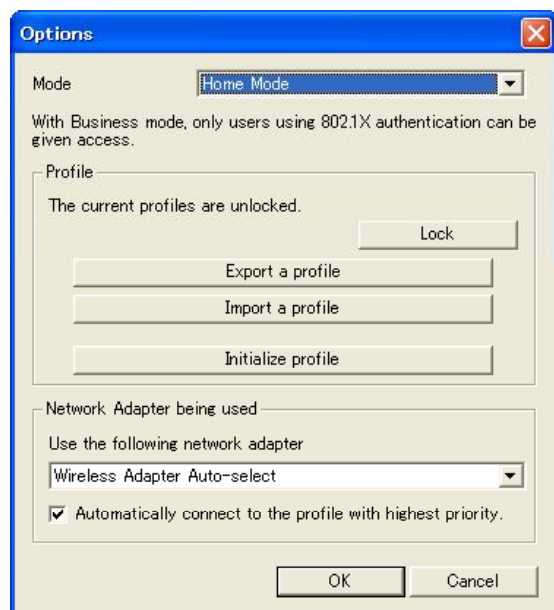 Options
Mode
Home Mode
With Business mode, only users using 802.1X authentication can be
given access.
Profile
The current profiles are unlocked.
Lock
Export a profile
Import a profile
Initialize profile
Network Adapter being used
Use the following network adapter
Wireless Adapter Auto-select
Automatically connect to the profile with highest priority.
OK
Cancel